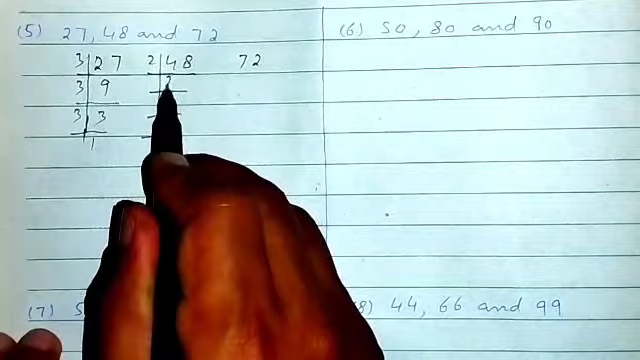 (5) 27, 48 and 72
(6) 50, 80 and 90
3 27 2 48 72
3 9 2
3 3
1
(7) 5
8) 44, 66 and 99